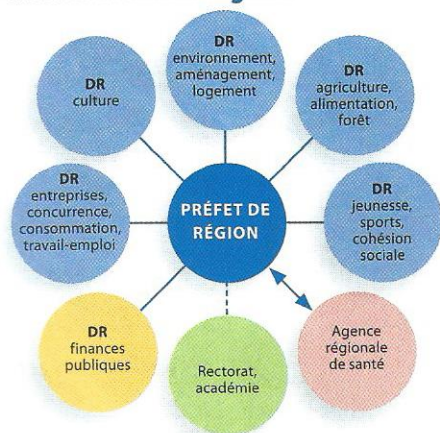 DR
environnement,
aménagement,
logement
DR
culture
DR
agriculture,
alimentation,
forêt
DR
entreprises,
concurrence,
consommation,
travail-emploi
PRÉFET DE
RÉGION
DR
jeunesse,
sports,
cohésion
sociale
DR
finances
publiques
Rectorat,
académie
Agence
régionale
de santé